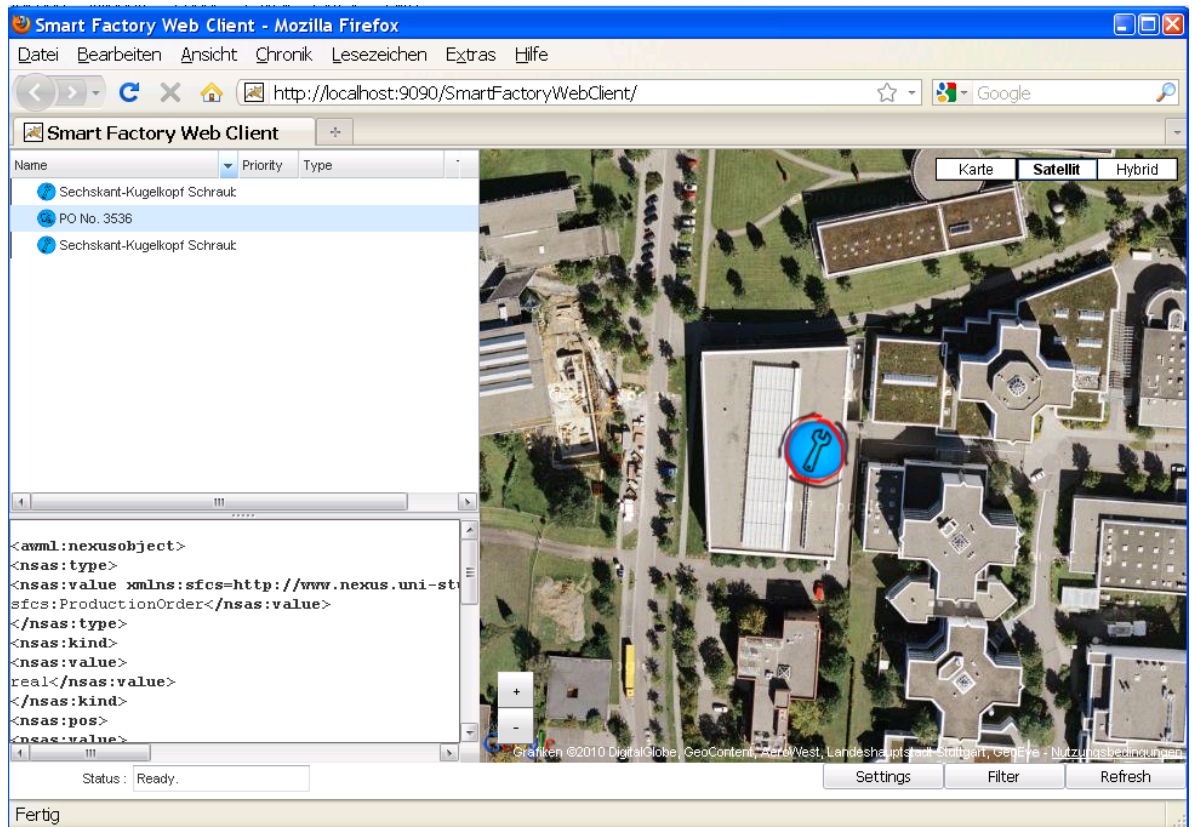 Smart Factory Web Client - Mozilla Firefox
Datei Bearbeiten Ansicht Chronik Lesezeichen Extras Hilfe
http://localhost:9090/SmartFactoryWebClient/ Google
Smart Factory Web Client
Name Priority Type
Karte Satellit Hybrid
Sechskant-Kugelkopf Schraub
PO No. 3536
Sechskant-Kugelkopf Schraub
<awml:nexusobject>
<nsas:type>
<nsas:value xmlns:sfcs=http://www.nexus.uni-stu
sfcs:ProductionOrder</nsas:value>
</nsas:type>
<nsas:kind>
<nsas:value>
real</nsas:value>
</nsas:kind>
<nsas:pos>
<nsas:value>
+
-
Grafiken ©2010 DigitalGlobe, GeoContent, AeroWest, Landeshauptstadt Stuttgart, GeoEye - Nutzungsbedingungen
Status : Ready. Settings Filter Refresh
Fertig